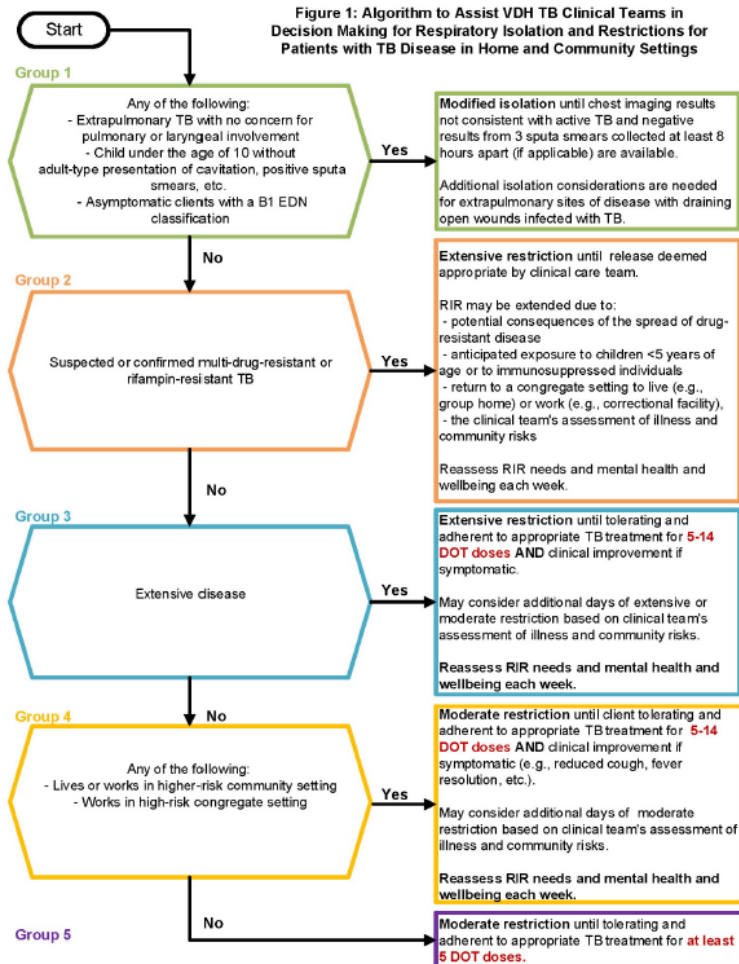 Start
Figure 1: Algorithm to Assist VDH TB Clinical Teams in
Decision Making for Respiratory Isolation and Restrictions for
Patients with TB Disease in Home and Community Settings
Group 1
Any of the following:
- Extrapulmonary TB with no concern for
pulmonary or laryngeal involvement
- Child under the age of 10 without
adult-type presentation of cavitation, positive sputa
smears, etc.
- Asymptomatic clients with a B1 EDN
classification
Yes
Modified isolation until chest imaging results
not consistent with active TB and negative
results from 3 sputa smears collected at least 8
hours apart (if applicable) are available.
Additional isolation considerations are needed
for extrapulmonary sites of disease with draining
open wounds infected with TB.
No
Group 2
Suspected or confirmed multi-drug-resistant or
rifampin-resistant TB
Yes
Extensive restriction until release deemed
appropriate by clinical care team.
RIR may be extended due to:
- potential consequences of the spread of drug-
resistant disease
- anticipated exposure to children <5 years of
age or to immunosuppressed individuals
- return to a congregate setting to live (e.g.,
group home) or work (e.g., correctional facility),
- the clinical team's assessment of illness and
community risks
Reassess RIR needs and mental health and
wellbeing each week.
No
Group 3
Extensive disease
Yes
Extensive restriction until tolerating and
adherent to appropriate TB treatment for 5-14
DOT doses AND clinical improvement if
symptomatic.
May consider additional days of extensive or
moderate restriction based on clinical team's
assessment of illness and community risks.
Reassess RIR needs and mental health and
wellbeing each week.
No
Group 4
Any of the following:
- Lives or works in higher-risk community setting
- Works in high-risk congregate setting
Yes
Moderate restriction until client tolerating and
adherent to appropriate TB treatment for 5-14
DOT doses AND clinical improvement if
symptomatic (e.g., reduced cough, fever
resolution, etc.).
May consider additional days of moderate
restriction based on clinical team's assessment of
illness and community risks.
Reassess RIR needs and mental health and
wellbeing each week.
No
Group 5
Moderate restriction until tolerating and
adherent to appropriate TB treatment for at least
5 DOT doses.